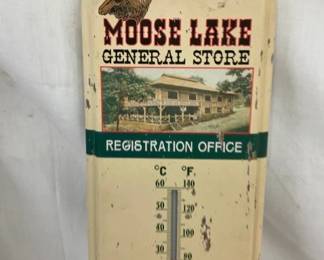 MOOSE LAKE
GENERAL STORE
REGISTRATION OFFICE
°C °F
60 140
50 120
40 100
30 80